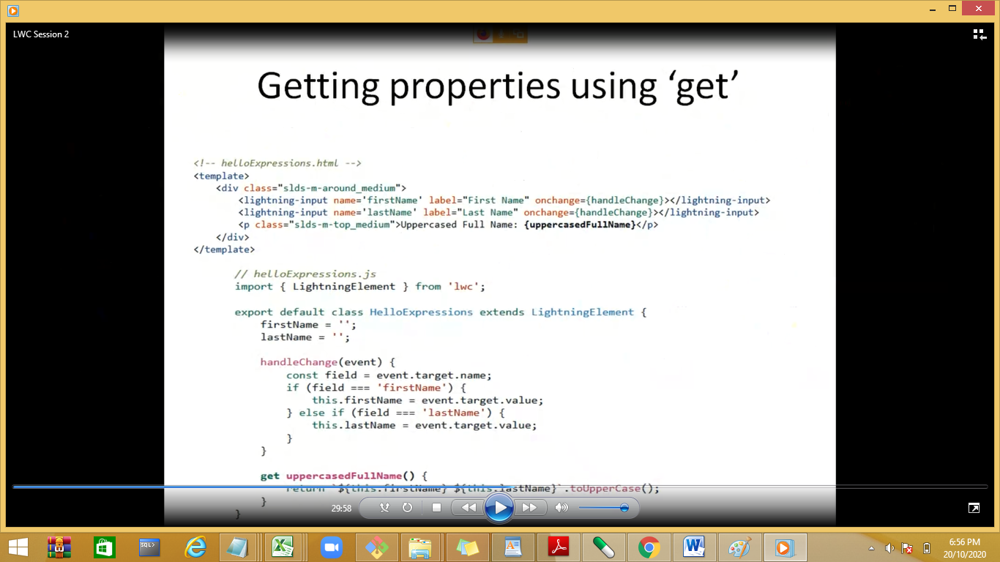 LWC Session 2
Getting properties using ‘get’
<!-- helloExpressions.html -->
<template>
<div class="slds-m-around_medium">
<lightning-input name='firstName' label="First Name" onchange={handleChange}></lightning-input>
<lightning-input name='lastName' label="Last Name" onchange={handleChange}></lightning-input>
<p class="slds-m-top_medium">Uppercased Full Name: {uppercasedFullName}</p>
</div>
</template>
// helloExpressions.js
import { LightningElement } from 'lwc';
export default class HelloExpressions extends LightningElement {
firstName = '';
lastName = '';
handleChange(event) {
const field = event.target.name;
if (field === 'firstName') {
this.firstName = event.target.value;
} else if (field === 'lastName') {
this.lastName = event.target.value;
}
}
get uppercasedFullName() {
return `${this.firstName} ${this.lastName}`.toUpperCase();
}
}
29:58
SQL>
6:56 PM
20/10/2020